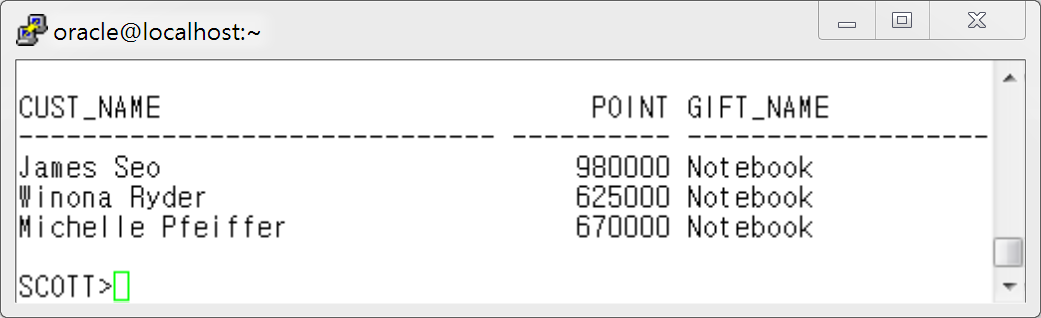 oracle@localhost:~
CUST_NAME                           POINT GIFT_NAME
------------------------------ ---------- -------------------
James Seo                          980000 Notebook
Winona Ryder                       625000 Notebook
Michelle Pfeiffer                  670000 Notebook
SCOTT>